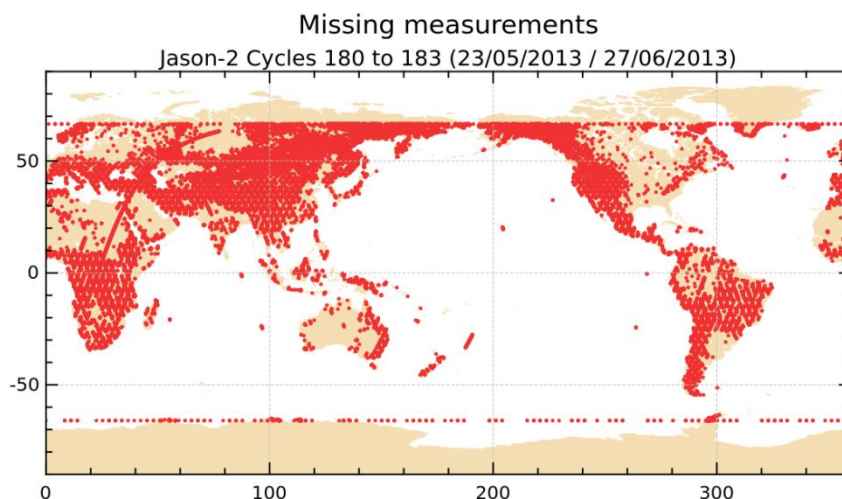 Missing measurements
Jason-2 Cycles 180 to 183 (23/05/2013 / 27/06/2013)
50
0
-50
0 100 200 300